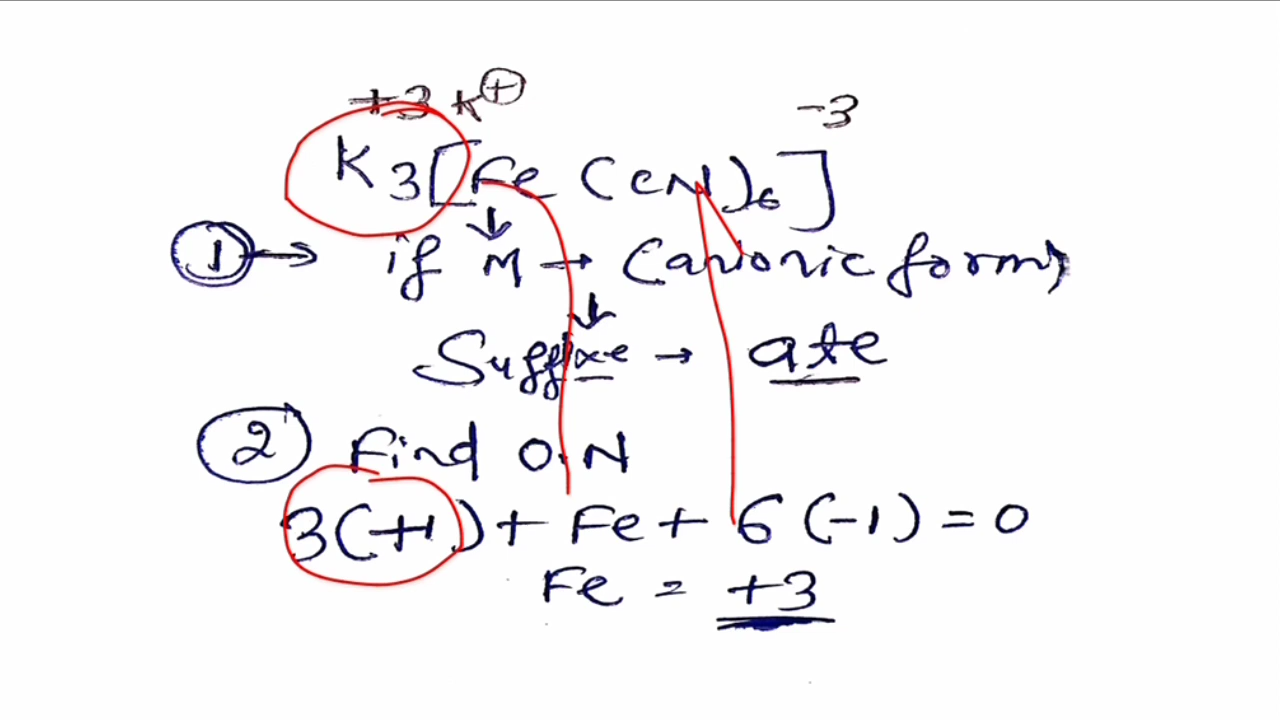 +3 K⊕ -3
K3[Fe (CN)6]
① → if M → form,
Suffixe → ate
② Find O.N
3(+1) + Fe + 6 (-1) = 0
Fe = +3